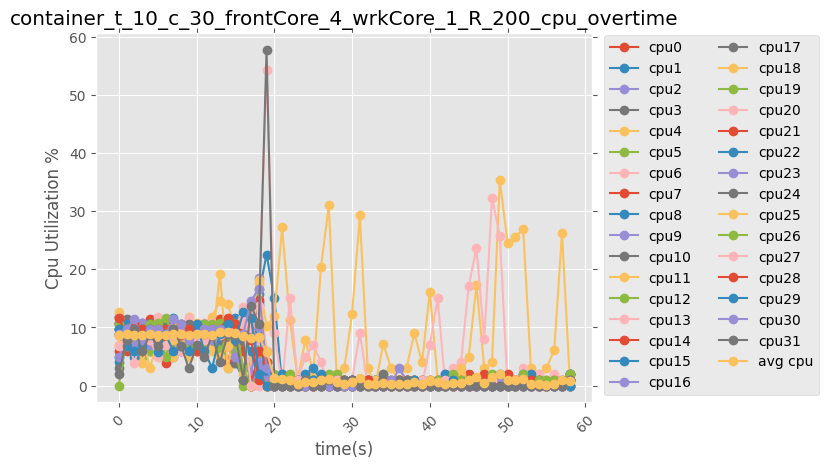 container_t_10_c_30_frontCore_4_wrkCore_1_R_200_cpu_overtime
Cpu Utilization %
60
50
40
30
20
10
0
0
10
20
30
40
50
60
time(s)
cpu0
cpu1
cpu2
cpu3
cpu4
cpu5
cpu6
cpu7
cpu8
cpu9
cpu10
cpu11
cpu12
cpu13
cpu14
cpu15
cpu16
cpu17
cpu18
cpu19
cpu20
cpu21
cpu22
cpu23
cpu24
cpu25
cpu26
cpu27
cpu28
cpu29
cpu30
cpu31
avg cpu